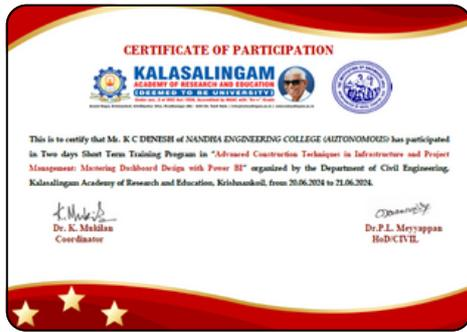 CERTIFICATE OF PARTICIPATION
KALASALINGAM
ACADEMY OF RESEARCH AND EDUCATION
(DEEMED TO BE UNIVERSITY)
This is to certify that Mr. K C DENESH of NANDHA ENGINEERING COLLEGE (AUTONOMOUS) has participated
in Two days Short Term Training Program in "Advanced Construction Techniques in Infrastructure and Project
Management: Mastering Dashboard Design with Power BI" organized by the Department of Civil Engineering,
Kalasalingam Academy of Research and Education, Krishnankoil, from 20.06.2024 to 21.06.2024.
Dr. K. Mukilan
Coordinator
Dr.P.L. Meyyappan
HoD/CIVIL